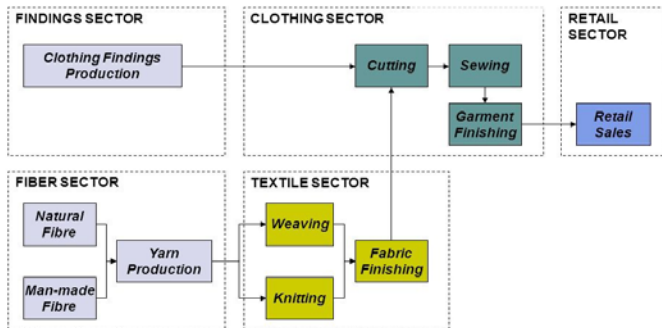 FINDINGS SECTOR
Clothing Findings
Production
CLOTHING SECTOR
Cutting
Sewing
Garment
Finishing
RETAIL
SECTOR
Retail
Sales
FIBER SECTOR
Natural
Fibre
Man-made
Fibre
Yarn
Production
TEXTILE SECTOR
Weaving
Knitting
Fabric
Finishing